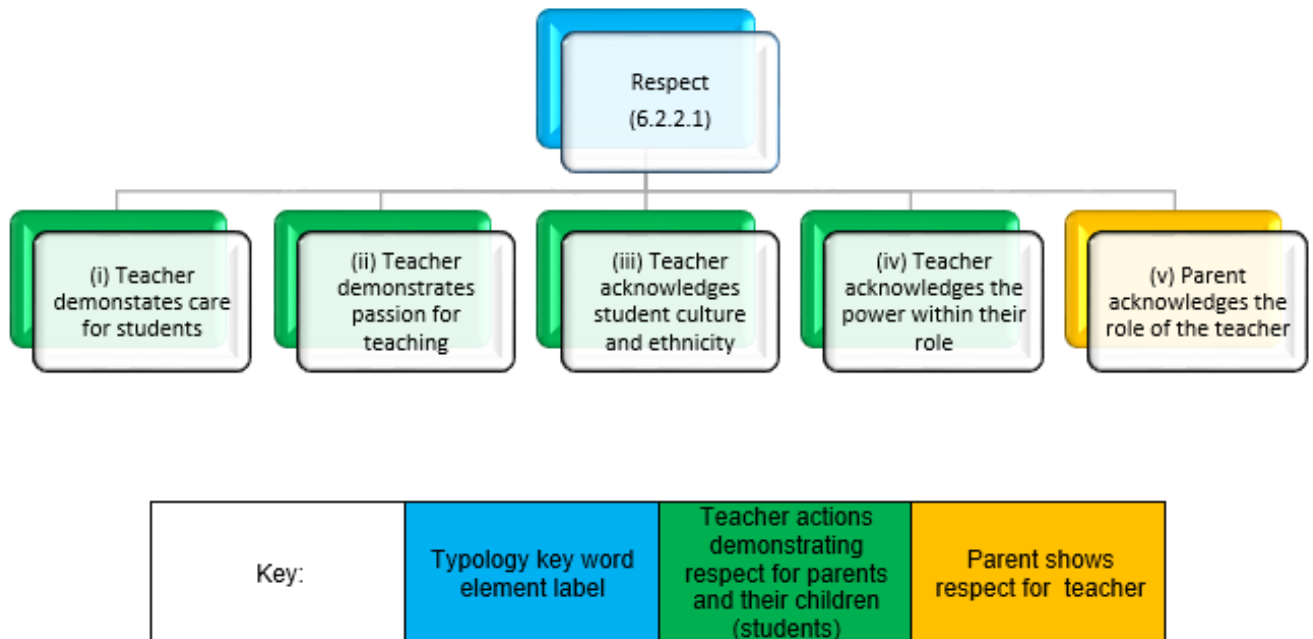 Respect
(6.2.2.1)
(i) Teacher
demonstates care
for students
(ii) Teacher
demonstrates
passion for
teaching
(iii) Teacher
acknowledges
student culture
and ethnicity
(iv) Teacher
acknowledges the
power within their
role
(v) Parent
acknowledges the
role of the teacher
Key:
Typology key word
element label
Teacher actions
demonstrating
respect for parents
and their children
(students)
Parent shows
respect for teacher